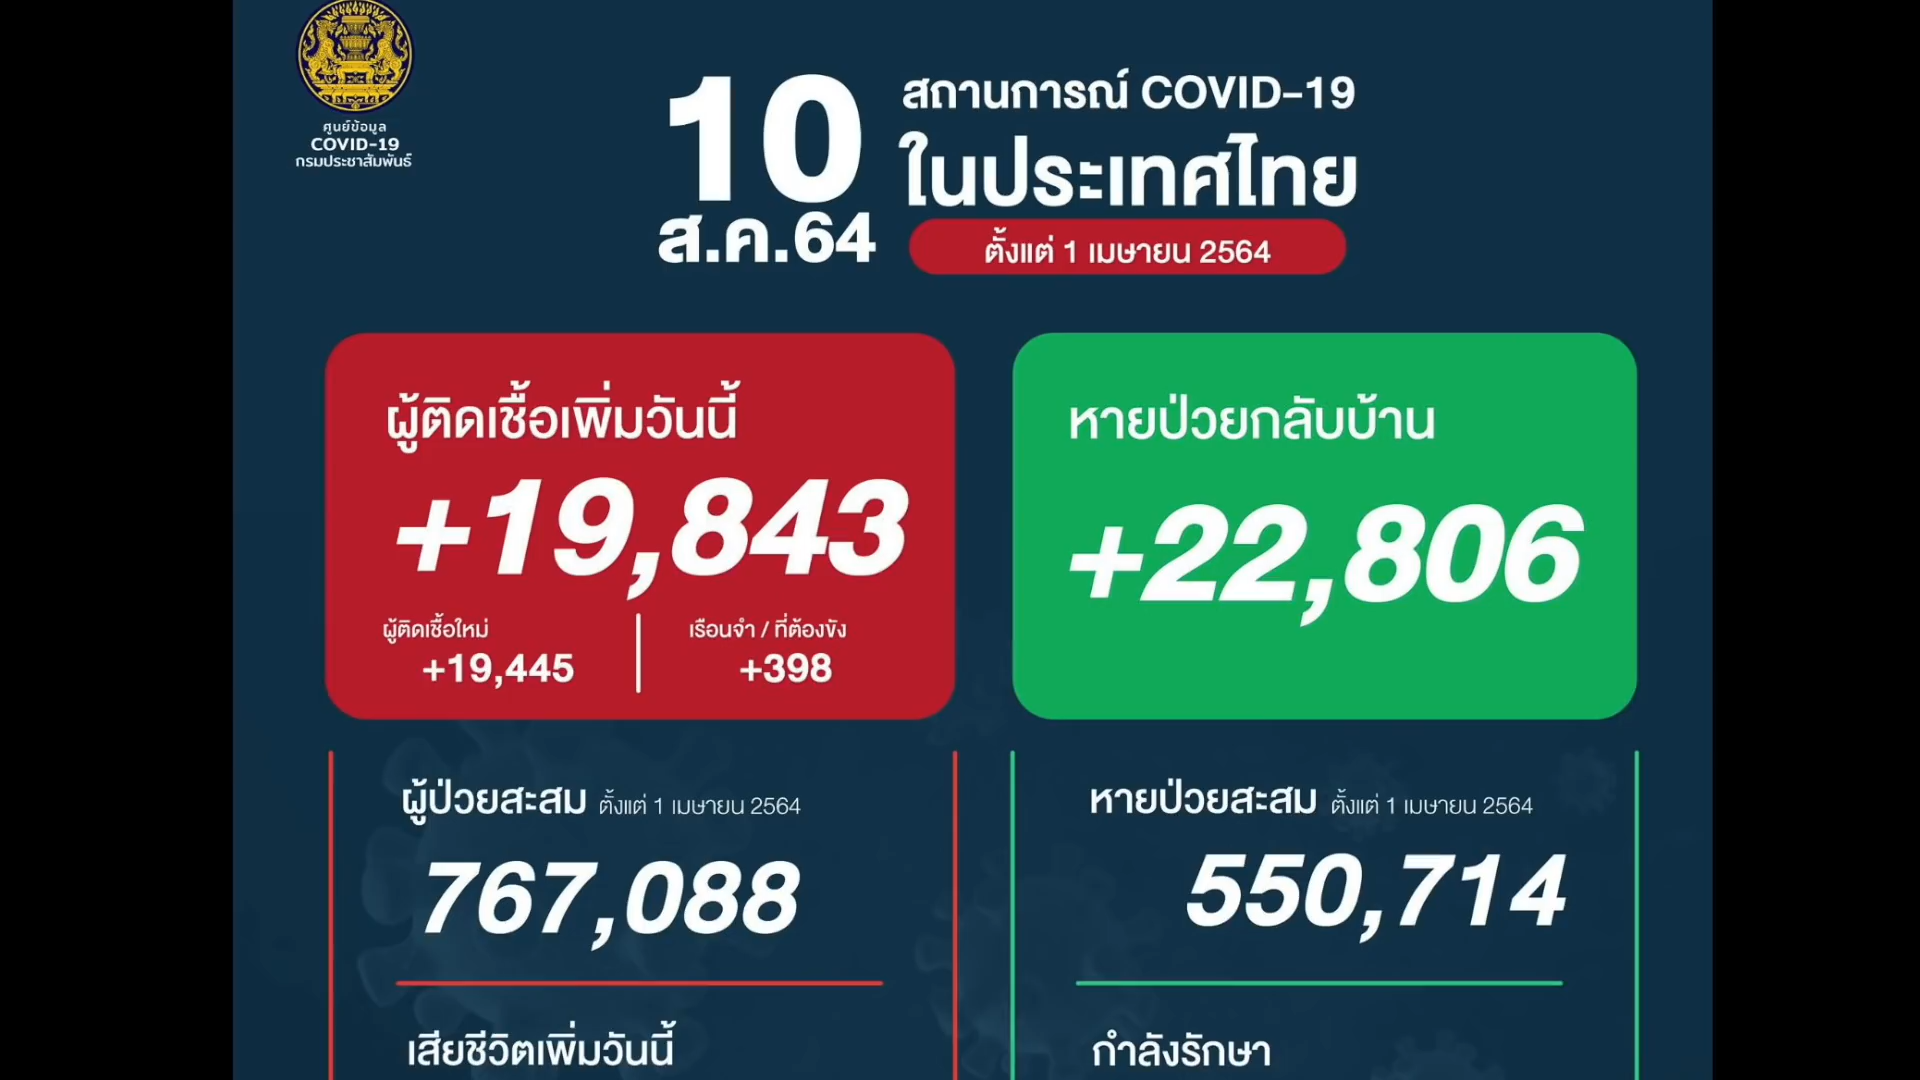 ศูนย์ข้อมูล
COVID-19
กรมประชาสัมพันธ์
10
ส.ค.64
สถานการณ์ COVID-19
ในประเทศไทย
ตั้งแต่ 1 เมษายน 2564
ผู้ติดเชื้อเพิ่มวันนี้
+19,843
ผู้ติดเชื้อใหม่
+19,445
เรือนจำ / ที่ต้องขัง
+398
หายป่วยกลับบ้าน
+22,806
ผู้ป่วยสะสม ตั้งแต่ 1 เมษายน 2564
767,088
หายป่วยสะสม ตั้งแต่ 1 เมษายน 2564
550,714
เสียชีวิตเพิ่มวันนี้
กำลังรักษา